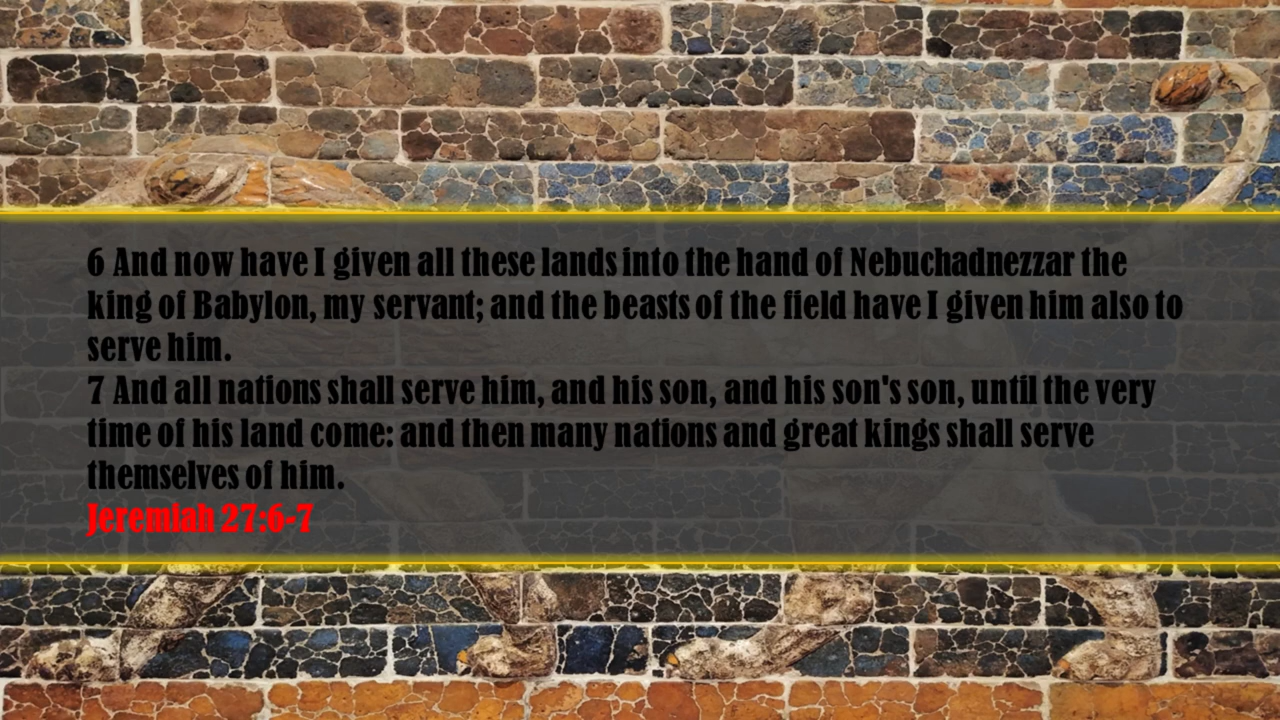 6 And now have I given all these lands into the hand of Nebuchadnezzar the
king of Babylon, my servant; and the beasts of the field have I given him also to
serve him.
7 And all nations shall serve him, and his son, and his son's son, until the very
time of his land come: and then many nations and great kings shall serve
themselves of him.
Jeremiah 27:6-7